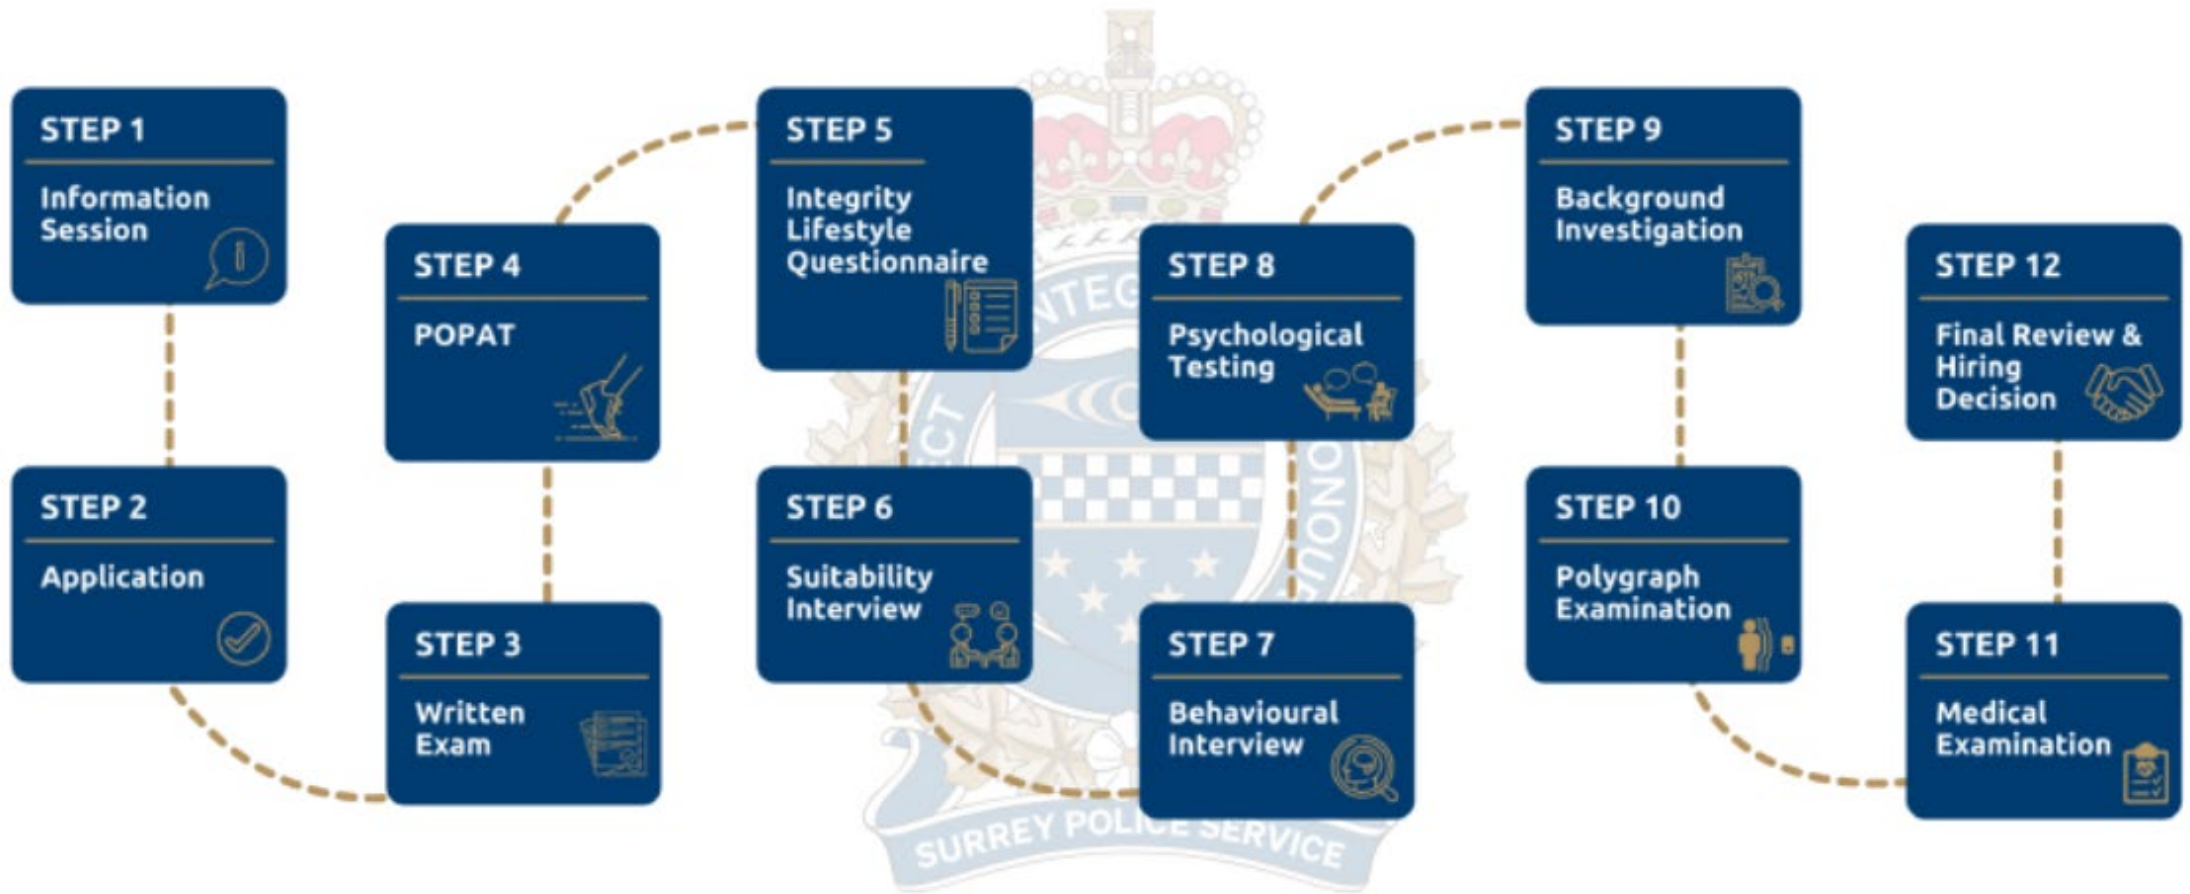 STEP 1
Information
Session
STEP 2
Application
STEP 3
Written
Exam
STEP 4
POPAT
STEP 5
Integrity
Lifestyle
Questionnaire
STEP 6
Suitability
Interview
STEP 7
Behavioural
Interview
STEP 8
Psychological
Testing
STEP 9
Background
Investigation
STEP 10
Polygraph
Examination
STEP 11
Medical
Examination
STEP 12
Final Review &
Hiring
Decision
SURREY POLICE SERVICE